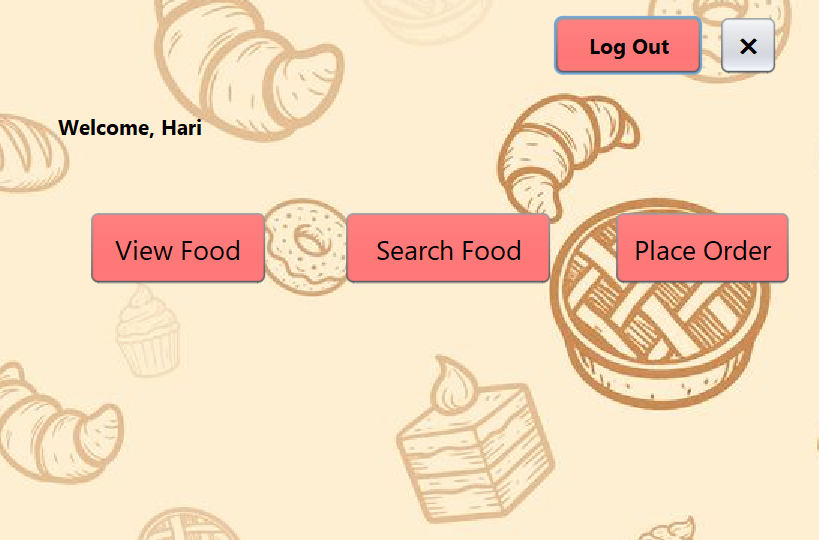 Log Out ✕
Welcome, Hari
View Food
Search Food
Place Order